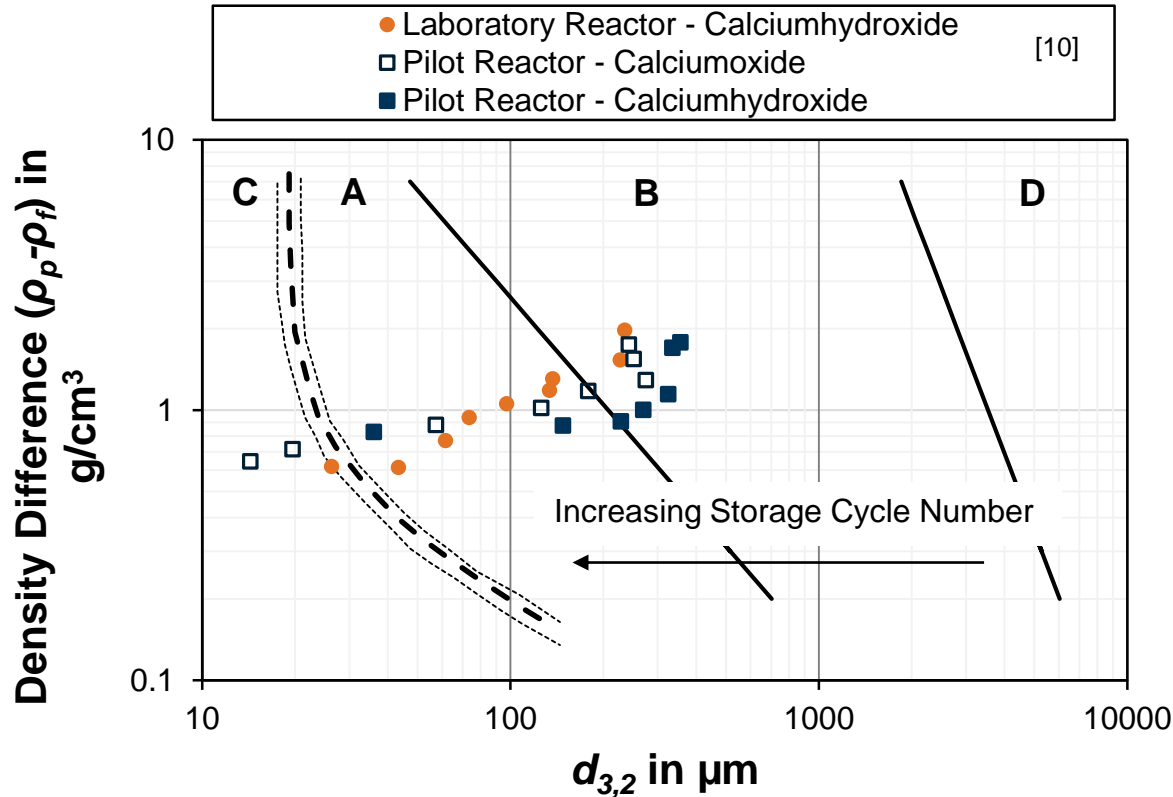 Laboratory Reactor - Calciumhydroxide
Pilot Reactor - Calciumoxide
Pilot Reactor - Calciumhydroxide
[10]
Density Difference (ρp-ρf) in
g/cm³
10
1
0.1
C
A
B
D
Increasing Storage Cycle Number
10
100
1000
10000
d3,2 in µm